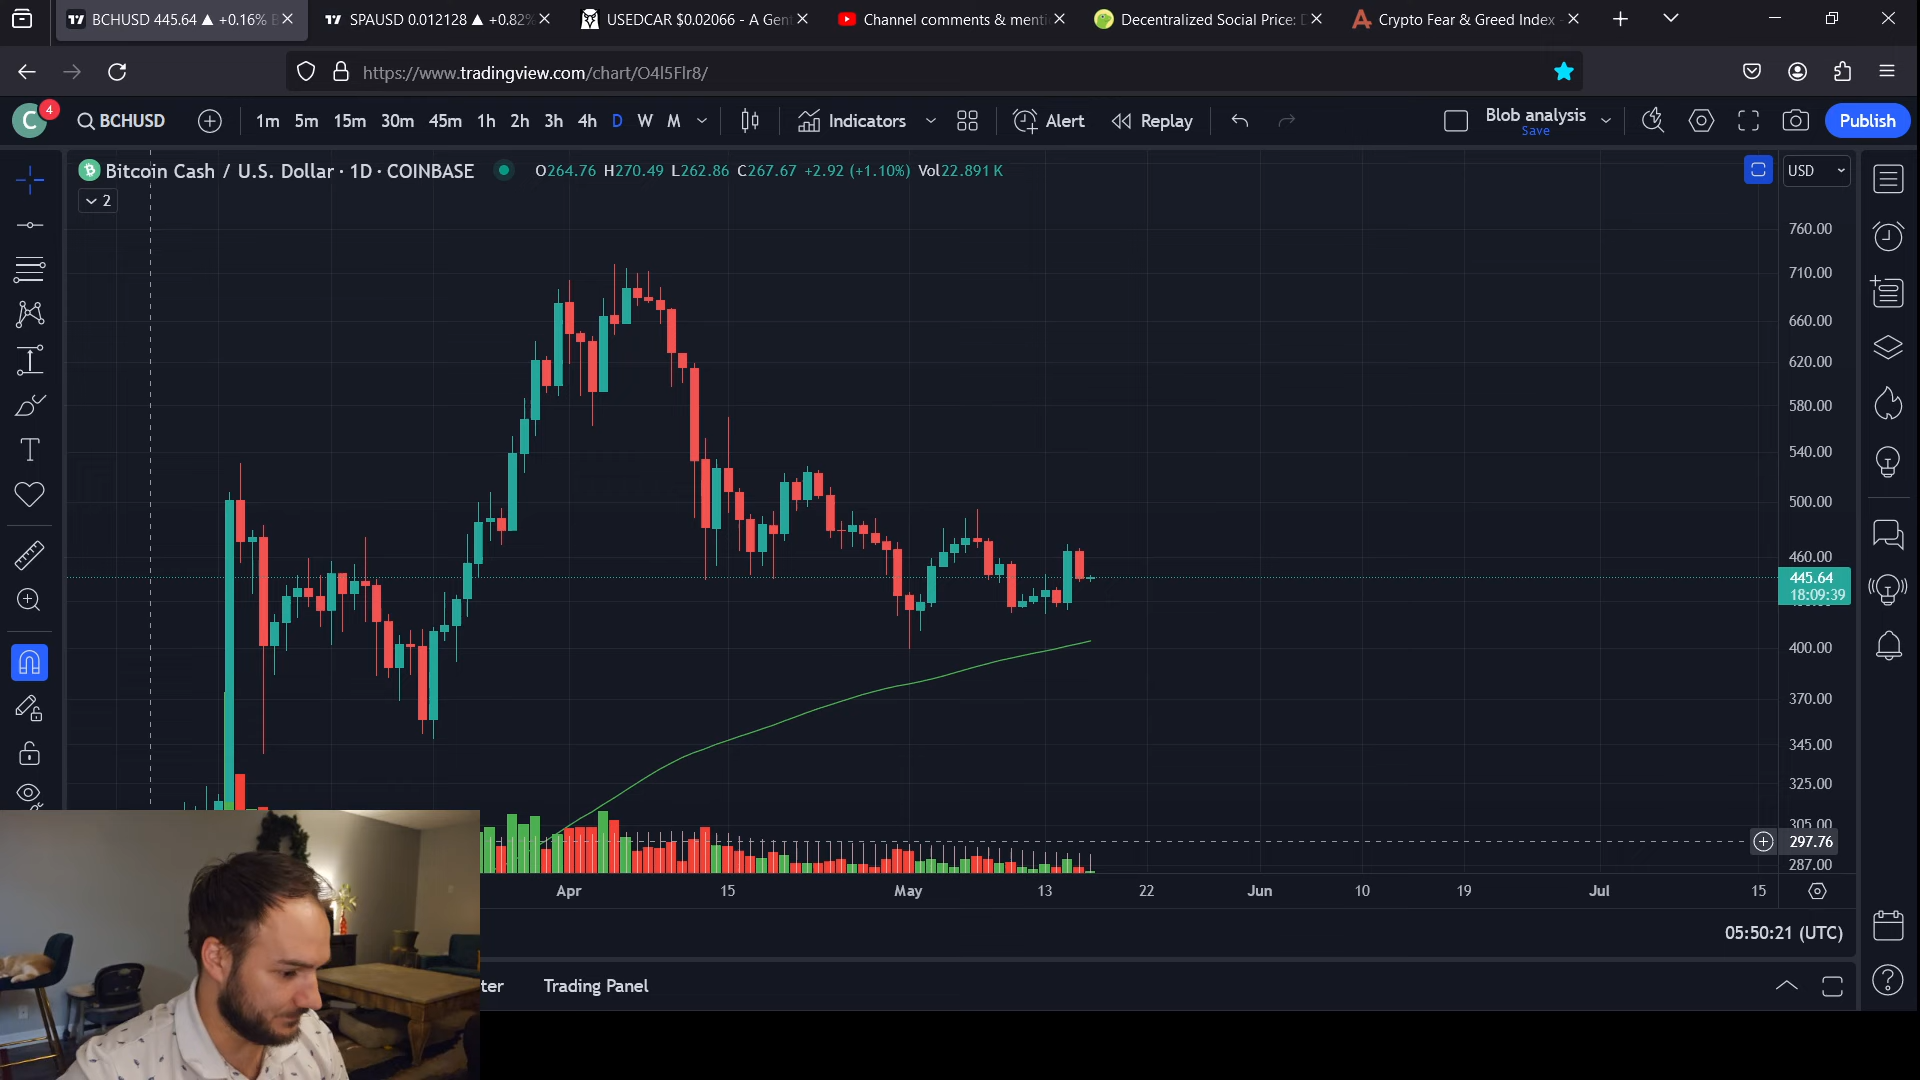 BCHUSD 445.64 ▲ +0.16%
SPAUSD 0.012128 ▲ +0.82%
USEDCAR $0.02066 - A Gen
Channel comments & menti
Decentralized Social Price:
Crypto Fear & Greed Index
https://www.tradingview.com/chart/O4l5Flr8/
C
4
BCHUSD
1m 5m 15m 30m 45m 1h 2h 3h 4h D W M
Indicators
Alert
Replay
Blob analysis
Save
Publish
Bitcoin Cash / U.S. Dollar · 1D · COINBASE
O264.76 H270.49 L262.86 C267.67 +2.92 (+1.10%) Vol22.891 K
USD
2
760.00
710.00
660.00
620.00
580.00
540.00
500.00
460.00
445.64
18:09:39
400.00
370.00
345.00
325.00
305.00
297.76
287.00
Apr 15 May 13 22 Jun 10 19 Jul 15
05:50:21 (UTC)
ter
Trading Panel